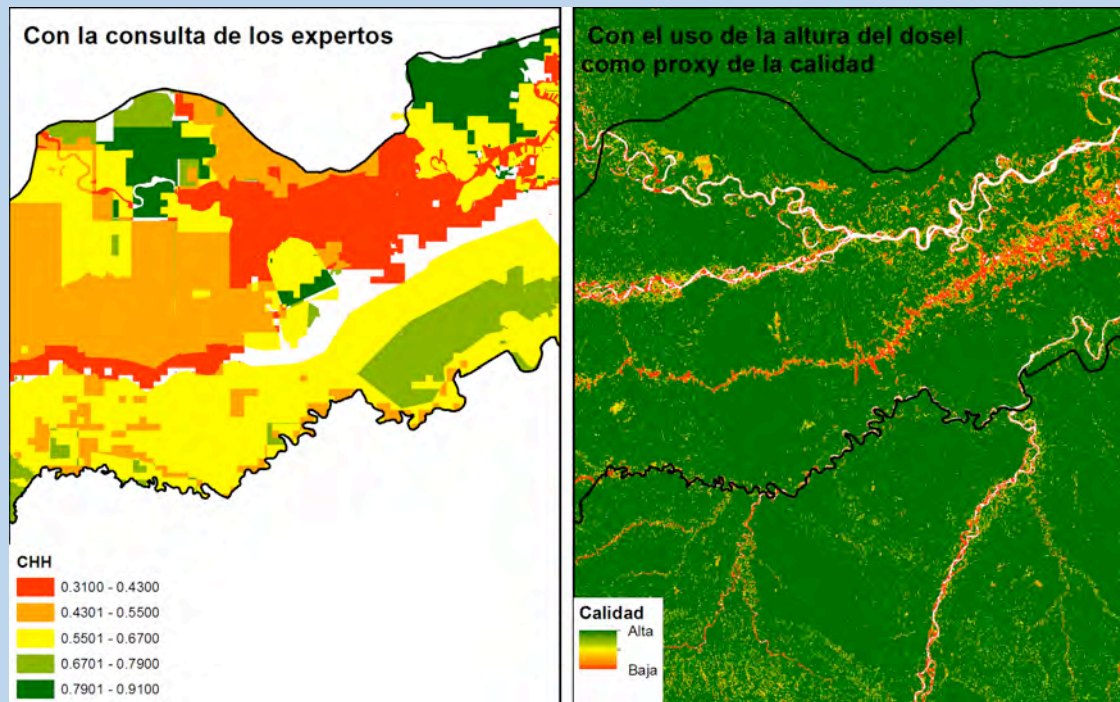 Con la consulta de los expertos
CHH
0.3100 - 0.4300
0.4301 - 0.5500
0.5501 - 0.6700
0.6701 - 0.7900
0.7901 - 0.9100
Con el uso de la altura del dosel
como proxy de la calidad
Calidad
Alta
Baja